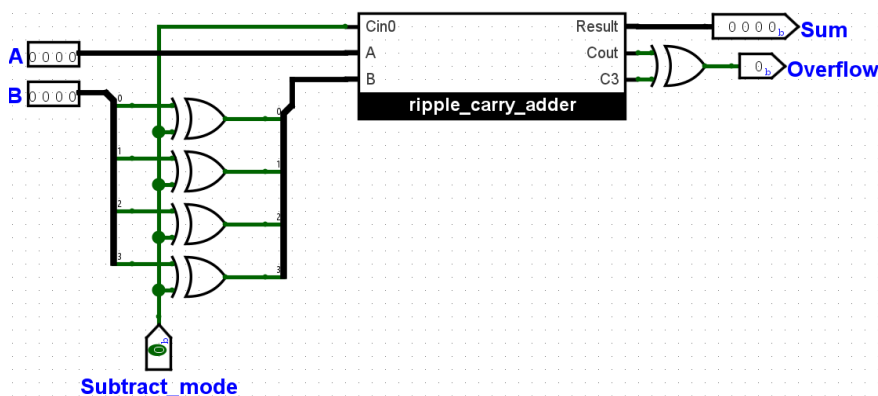 Cin0 Result 0 0 0 0 b Sum
A 0 0 0 0 A Cout
0 b Overflow
B 0 0 0 0 B C3
ripple_carry_adder
0 0
1 1
2 2
3 3
0 b
Subtract_mode